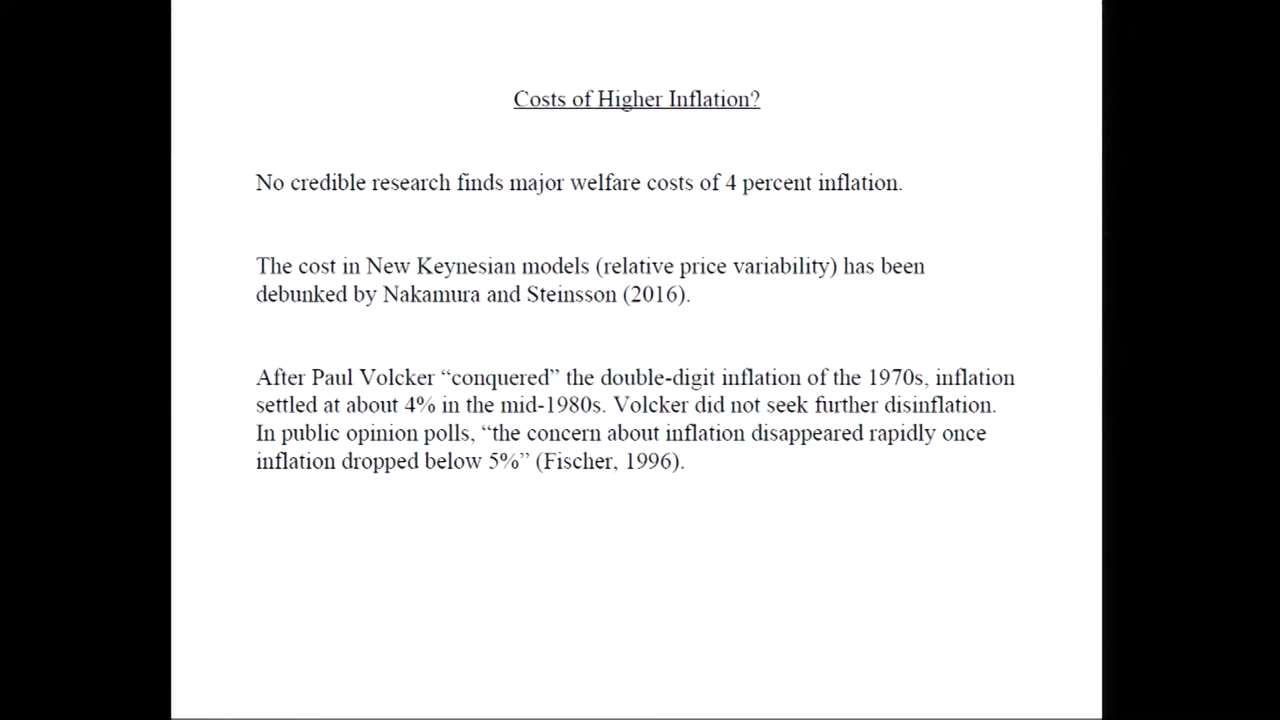 Costs of Higher Inflation?
No credible research finds major welfare costs of 4 percent inflation.
The cost in New Keynesian models (relative price variability) has been
debunked by Nakamura and Steinsson (2016).
After Paul Volcker “conquered” the double-digit inflation of the 1970s, inflation
settled at about 4% in the mid-1980s. Volcker did not seek further disinflation.
In public opinion polls, “the concern about inflation disappeared rapidly once
inflation dropped below 5%” (Fischer, 1996).